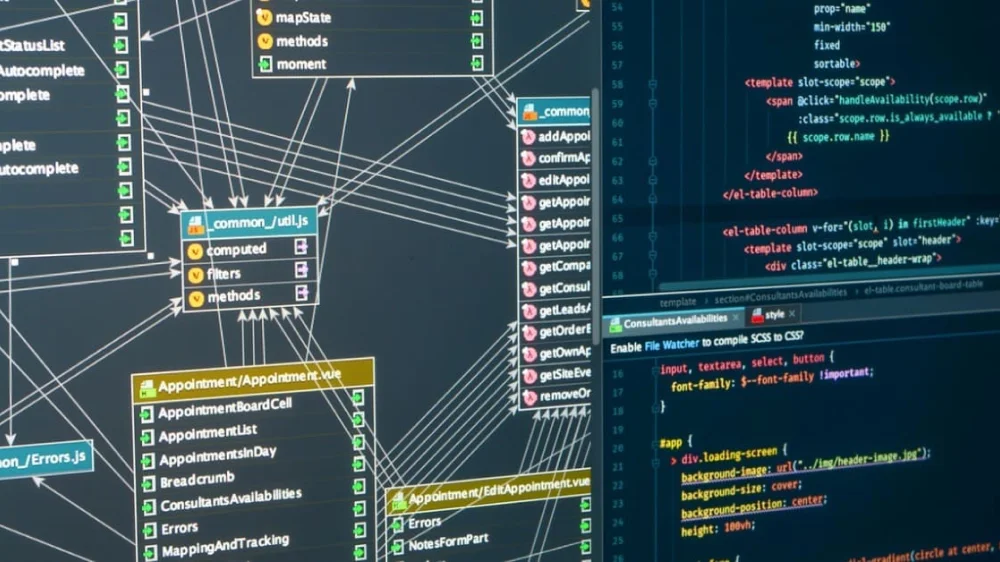 mapState
methods
moment
tStatusList
Autocomplete
omplete
plete
utocomplete
_common_/util.js
computed
filters
methods
Appointment/Appointment.vue
AppointmentBoardCell
AppointmentList
AppointmentsInDay
Breadcrumb
ConsultantsAvailabilities
Errors
MappingAndTracking
on_/Errors.js
_common_
addAppoi
confirmAp
editAppoi
getAppoir
getAppoir
getAppoir
getCompa
getConsul
getLeadsA
getOrderE
getOwnAp
getSiteEve
removeOr
Appointment/EditAppointment.vue
Errors
NotesFormPart
54 prop="name"
55 min-width="150"
56 fixed
57 sortable>
58 <template slot-scope="scope">
59 <span @click="handleAvailability(scope.row)"
60 :class="scope.row.is_always_available ?
61 {{ scope.row.name }}
62 </span>
63 </template>
64 </el-table-column>
65
66 <el-table-column v-for="(slot, i) in firstHeader" :key=
67 <template slot-scope="scope" slot="header">
68 <div class="el-table__header-wrap">
template › section#ConsultantsAvailabilities › el-table.consultant-board-table
ConsultantsAvailabilities × style ×
Enable File Watcher to compile SCSS to CSS?
16 input, textarea, select, button {
17 font-family: $--font-family !important;
18 }
19
20 #app {
21 > div.loading-screen {
22 background-image: url("../img/header-image.jpg");
23 background-size: cover;
24 background-position: center;
25 height: 100vh;
26